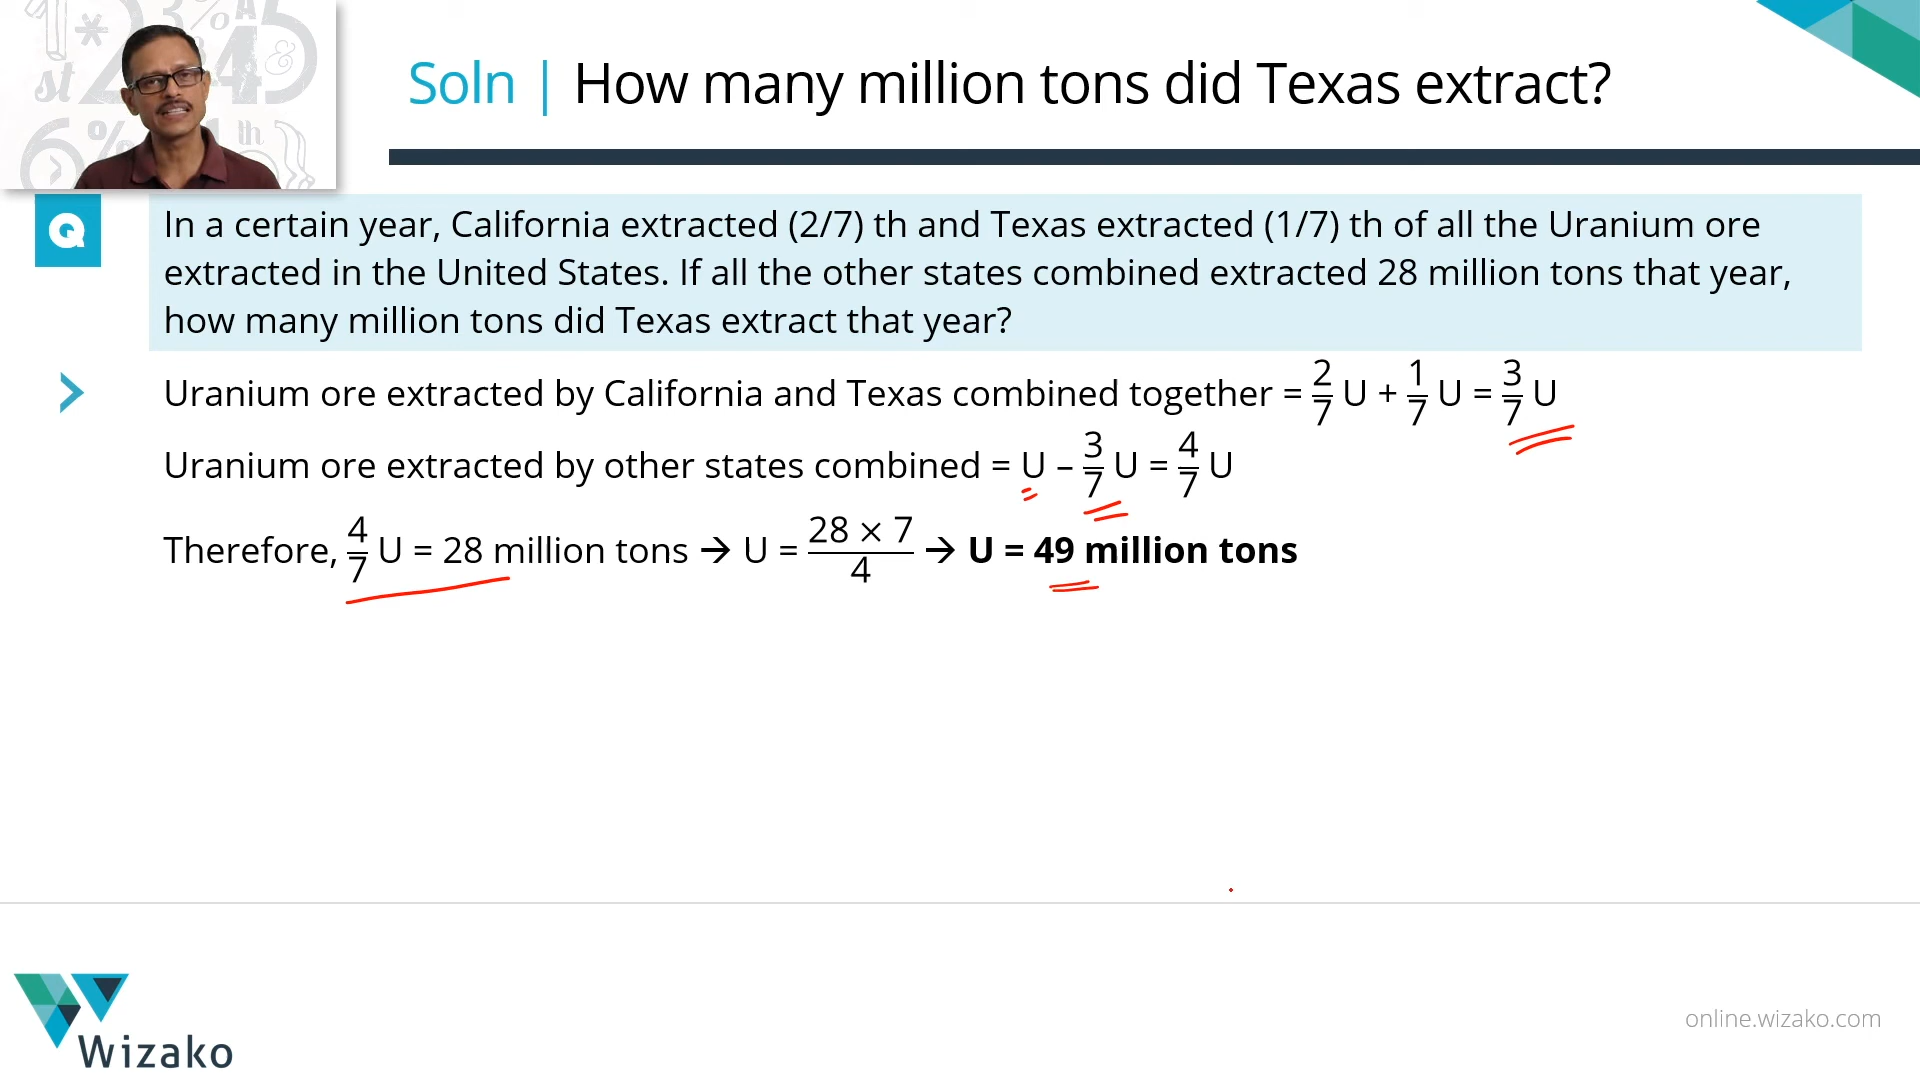 Soln | How many million tons did Texas extract?
Q
In a certain year, California extracted (2/7) th and Texas extracted (1/7) th of all the Uranium ore
extracted in the United States. If all the other states combined extracted 28 million tons that year,
how many million tons did Texas extract that year?
Uranium ore extracted by California and Texas combined together = 2/7 U + 1/7 U = 3/7 U
Uranium ore extracted by other states combined = U – 3/7 U = 4/7 U
Therefore, 4/7 U = 28 million tons → U = 28 × 7 / 4 → U = 49 million tons
Wizako
online.wizako.com